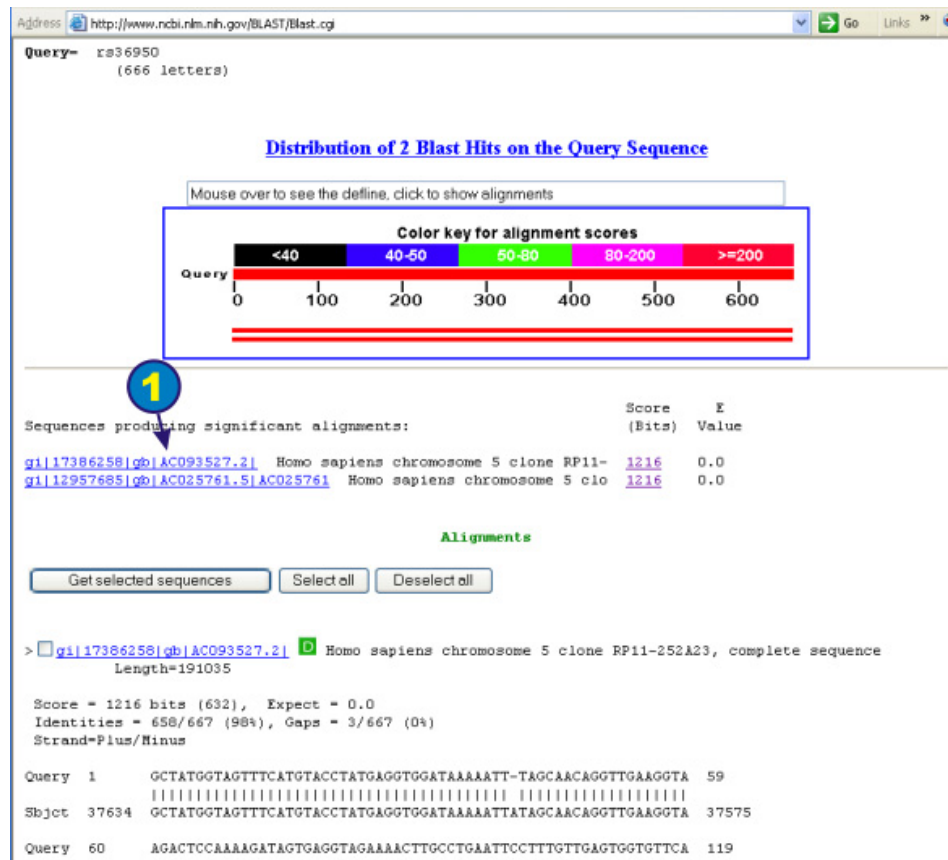 Address http://www.ncbi.nlm.nih.gov/BLAST/Blast.cgi Go Links »
Query= rs36950
(666 letters)
Distribution of 2 Blast Hits on the Query Sequence
Mouse over to see the defline, click to show alignments
Color key for alignment scores
<40 40-50 50-80 80-200 >=200
Query
0 100 200 300 400 500 600
1
Score E
Sequences producing significant alignments: (Bits) Value
gi|17386258|gb|AC093527.2| Homo sapiens chromosome 5 clone RP11- 1216 0.0
gi|12957685|gb|AC025761.5|AC025761 Homo sapiens chromosome 5 clo 1216 0.0
Alignments
Get selected sequences Select all Deselect all
> gi|17386258|gb|AC093527.2| D Homo sapiens chromosome 5 clone RP11-252A23, complete sequence
Length=191035
Score = 1216 bits (632), Expect = 0.0
Identities = 658/667 (98%), Gaps = 3/667 (0%)
Strand=Plus/Minus
Query 1 GCTATGGTAGTTTCATGTACCTATGAGGTGGATAAAAATT-TAGCAACAGGTTGAAGGTA 59
Sbjct 37634 GCTATGGTAGTTTCATGTACCTATGAGGTGGATAAAAATTATAGCAACAGGTTGAAGGTA 37575
Query 60 AGACTCCAAAAGATAGTGAGGTAGAAAACTTGCCTGAATTCCTTTGTTGAGTGGTGTTCA 119